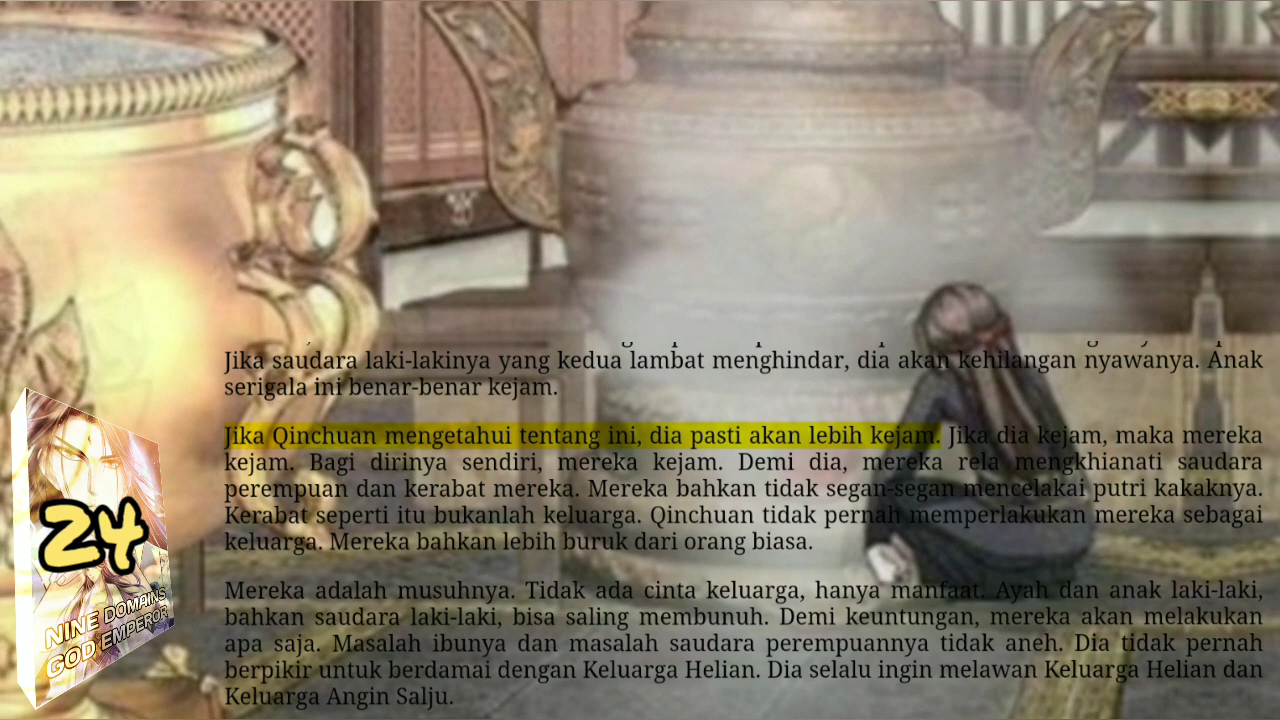 Jika saudara laki-lakinya yang kedua lambat menghindar, dia akan kehilangan nyawanya. Anak
serigala ini benar-benar kejam.
Jika Qinchuan mengetahui tentang ini, dia pasti akan lebih kejam. Jika dia kejam, maka mereka
kejam. Bagi dirinya sendiri, mereka kejam. Demi dia, mereka rela mengkhianati saudara
perempuan dan kerabat mereka. Mereka bahkan tidak segan-segan mencelakai putri kakaknya.
Kerabat seperti itu bukanlah keluarga. Qinchuan tidak pernah memperlakukan mereka sebagai
keluarga. Mereka bahkan lebih buruk dari orang biasa.
Mereka adalah musuhnya. Tidak ada cinta keluarga, hanya manfaat. Ayah dan anak laki-laki,
bahkan saudara laki-laki, bisa saling membunuh. Demi keuntungan, mereka akan melakukan
apa saja. Masalah ibunya dan masalah saudara perempuannya tidak aneh. Dia tidak pernah
berpikir untuk berdamai dengan Keluarga Helian. Dia selalu ingin melawan Keluarga Helian dan
Keluarga Angin Salju.
24
NINE DOMAINS
GOD EMPEROR